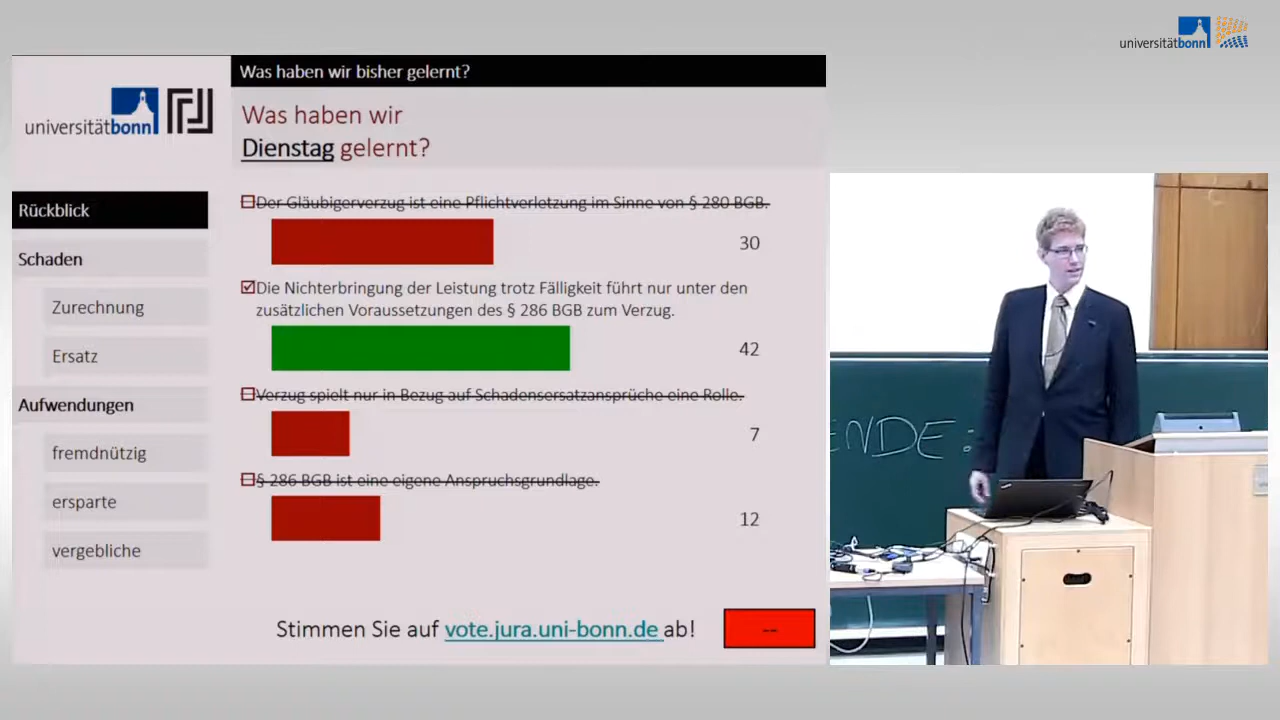 universitätbonn
Was haben wir bisher gelernt?
universitätbonn
Was haben wir
Dienstag gelernt?
Rückblick
Schaden
Zurechnung
Ersatz
Aufwendungen
fremdnützig
ersparte
vergebliche
Der Gläubigerverzug ist eine Pflichtverletzung im Sinne von § 280 BGB.
30
Die Nichterbringung der Leistung trotz Fälligkeit führt nur unter den
zusätzlichen Voraussetzungen des § 286 BGB zum Verzug.
42
Verzug spielt nur in Bezug auf Schadensersatzansprüche eine Rolle.
7
§ 286 BGB ist eine eigene Anspruchsgrundlage.
12
Stimmen Sie auf vote.jura.uni-bonn.de ab!
--
ENDE: